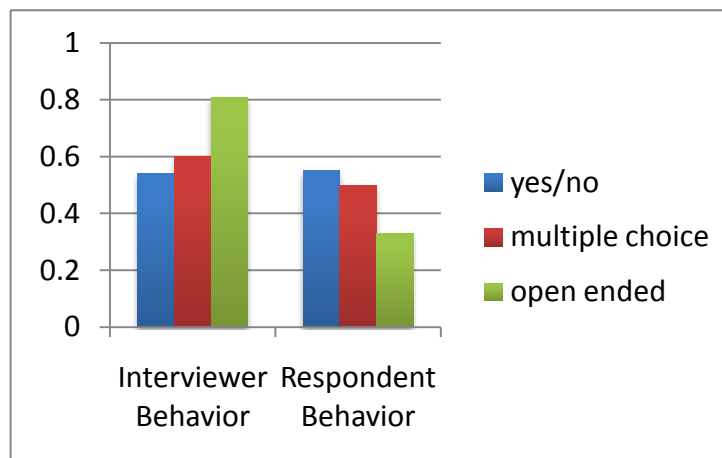 1
0.8
0.6
0.4
0.2
0
Interviewer
Behavior
Respondent
Behavior
yes/no
multiple choice
open ended